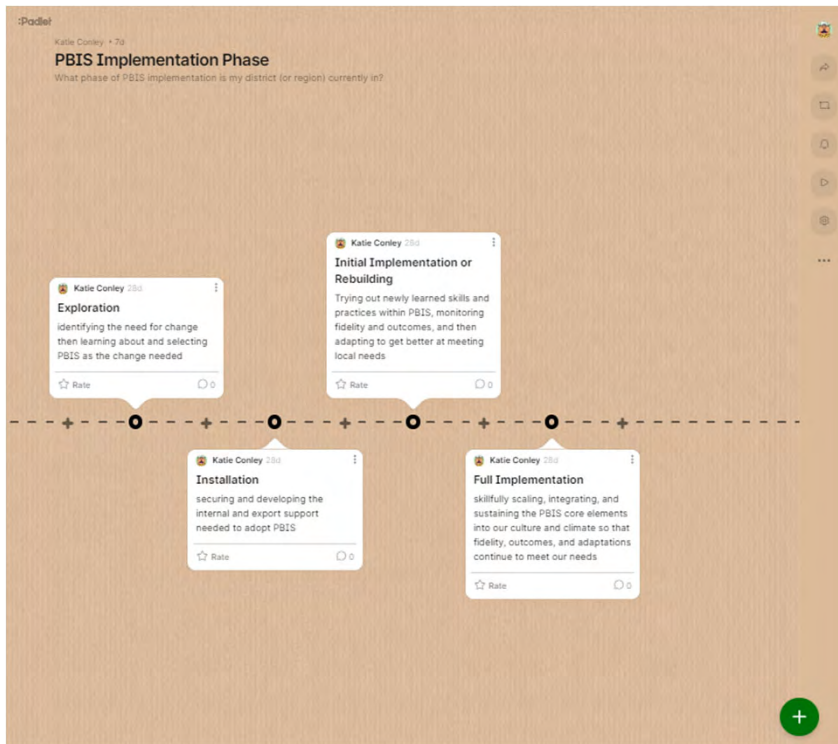 :Padlet
Katie Conley • 7d
PBIS Implementation Phase
What phase of PBIS implementation is my district (or region) currently in?
Katie Conley 28d
Exploration
identifying the need for change
then learning about and selecting
PBIS as the change needed
Rate
0
Katie Conley 28d
Installation
securing and developing the
internal and export support
needed to adopt PBIS
Rate
0
Katie Conley 28d
Initial Implementation or
Rebuilding
Trying out newly learned skills and
practices within PBIS, monitoring
fidelity and outcomes, and then
adapting to get better at meeting
local needs
Rate
0
Katie Conley 28d
Full Implementation
skillfully scaling, integrating, and
sustaining the PBIS core elements
into our culture and climate so that
fidelity, outcomes, and adaptations
continue to meet our needs
Rate
0